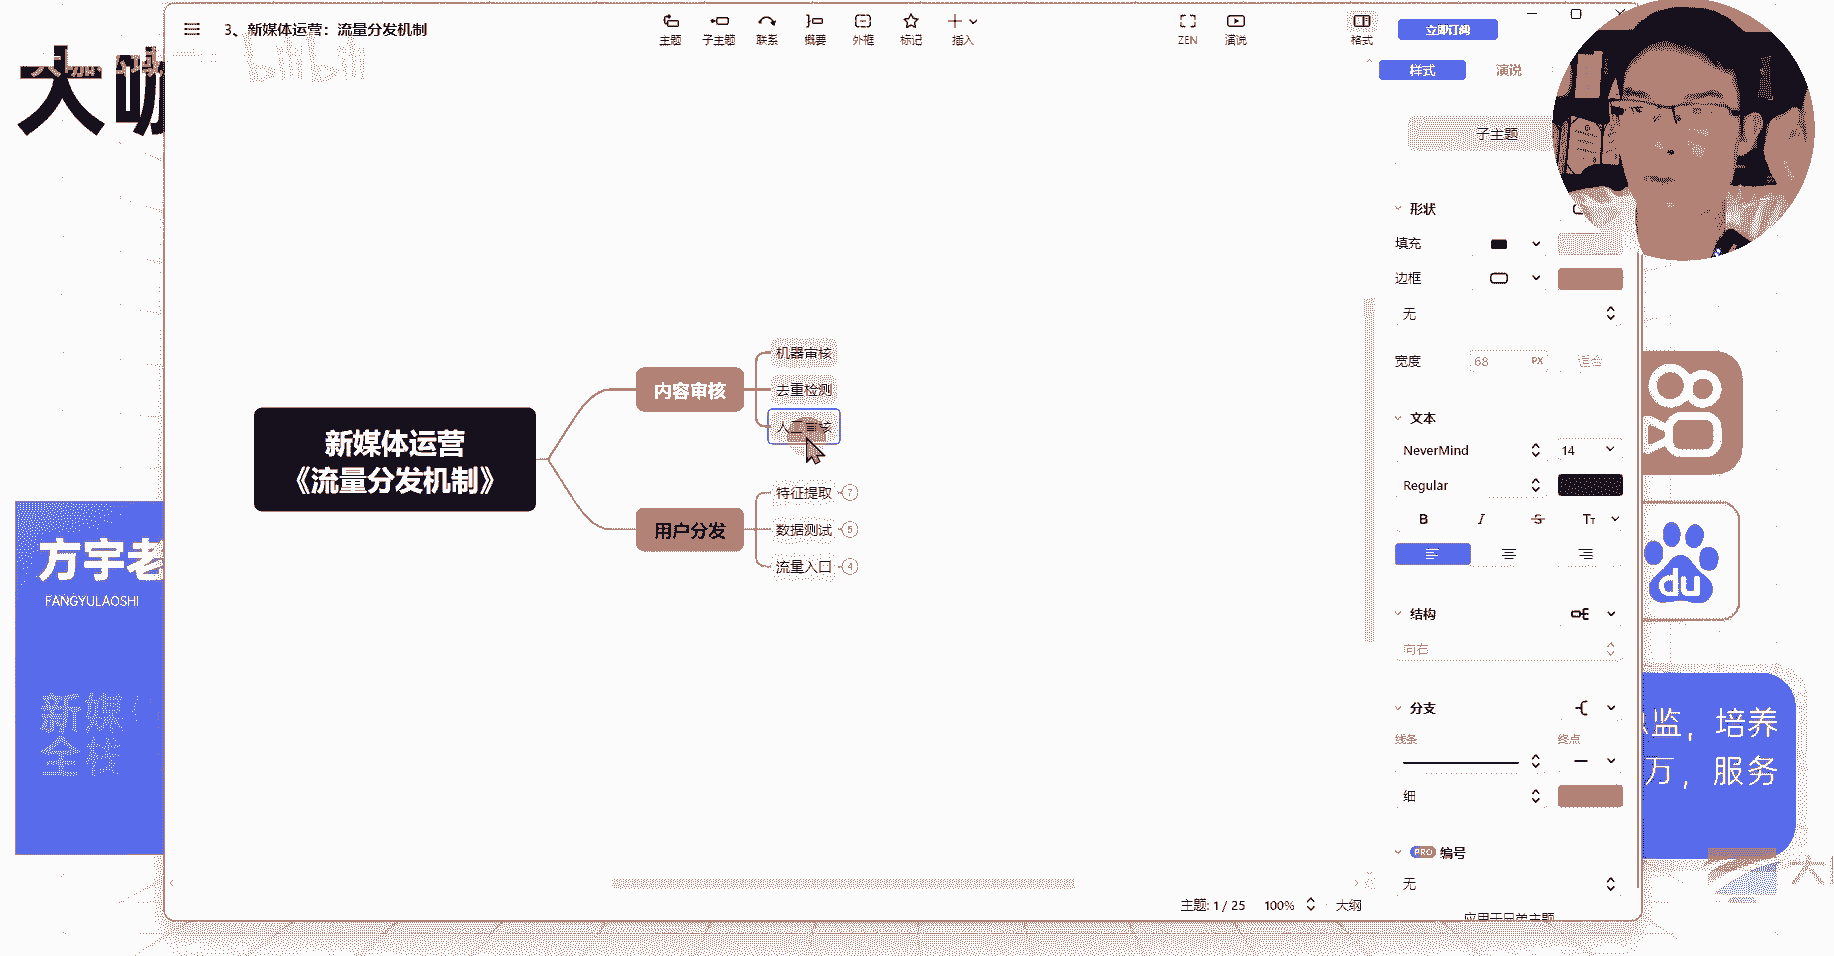 3、新媒体运营：流量分发机制
bilibili
主题
子主题
联系
概要
外框
标记
插入
ZEN
演说
格式
立即订阅
样式
演说
子主题
形状
填充
边框
无
宽度
68
PX
文本
NeverMind
14
Regular
B
I
S
Tт
结构
向右
分支
线条
终点
细
PRO 编号
无
应用于兄弟主题
新媒体运营
《流量分发机制》
内容审核
机器审核
去重检测
人工审核
用户分发
特征提取 7
数据测试 5
流量入口 4
主题: 1 / 25
100%
大纲
大咖
方宇老
FANGYULAOSHI
新媒
全栈
du
监，培养
万，服务
大